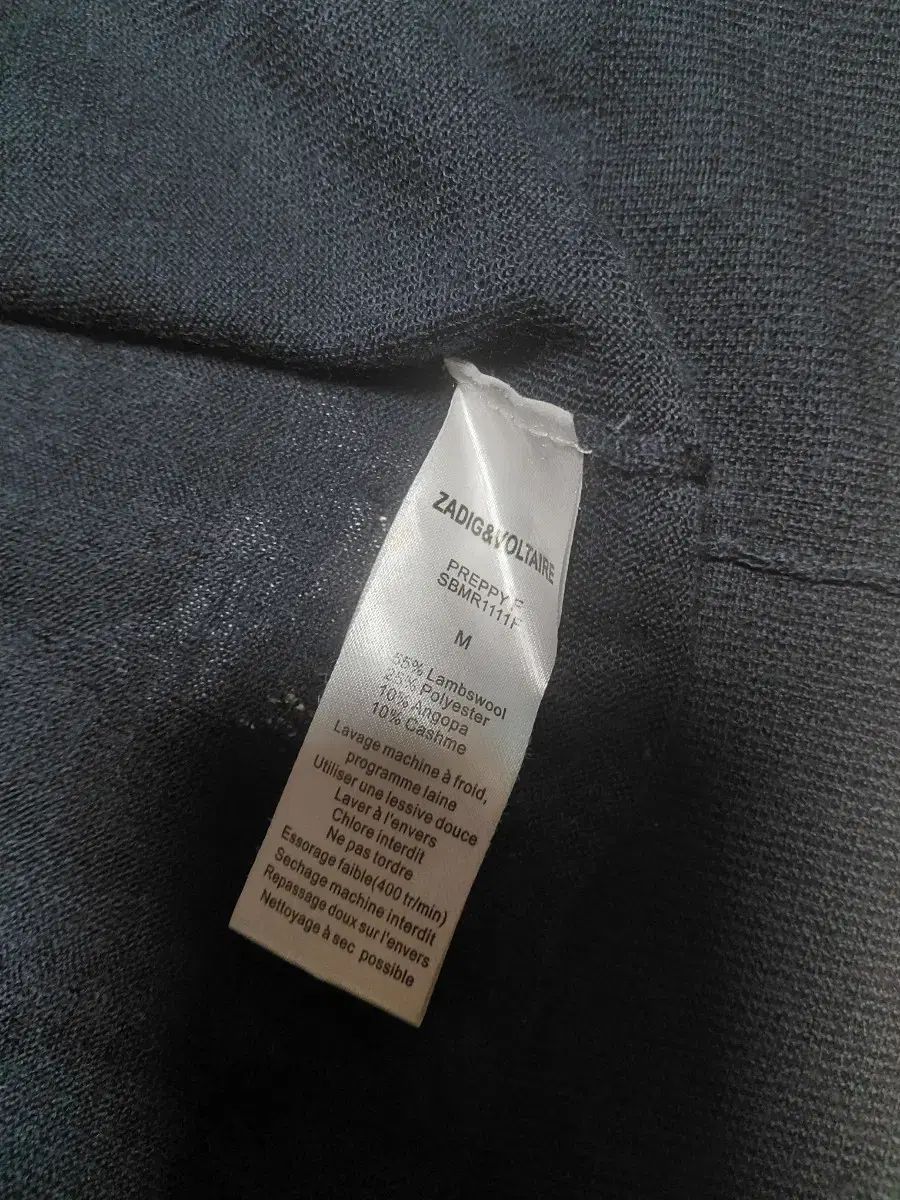 ZADIG&VOLTAIRE
PREPPY F
SBMR1111F
M
55% Lambswool
25% Polyester
10% Angopa
10% Cashme
Lavage machine à froid,
programme laine
Utiliser une lessive douce
Laver à l'envers
Chlore interdit
Ne pas tordre
Essorage faible(400 tr/min)
Sechage machine interdit
Repassage doux sur l'envers
Nettoyage à sec possible